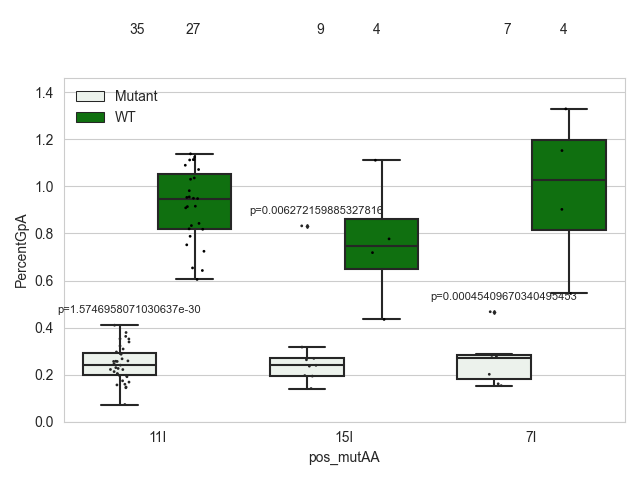 35 27 9 4 7 4
1.4
Mutant
WT
1.2
1.0
p=0.006272159885327816
0.8
PercentGpA
0.6
p=0.00045409670340495453
p=1.5746958071030637e-30
0.4
0.2
0.0
11I 15I 7I
pos_mutAA